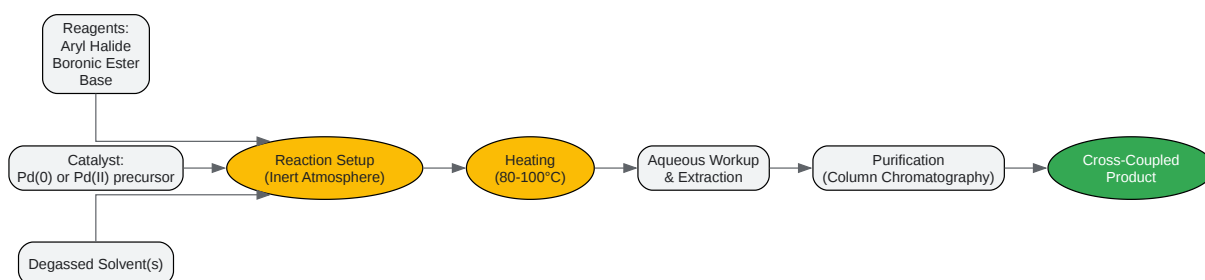 Reagents:
Aryl Halide
Boronic Ester
Base
Catalyst:
Pd(0) or Pd(II) precursor
Degassed Solvent(s)
Reaction Setup
(Inert Atmosphere)
Heating
(80-100°C)
Aqueous Workup
& Extraction
Purification
(Column Chromatography)
Cross-Coupled
Product